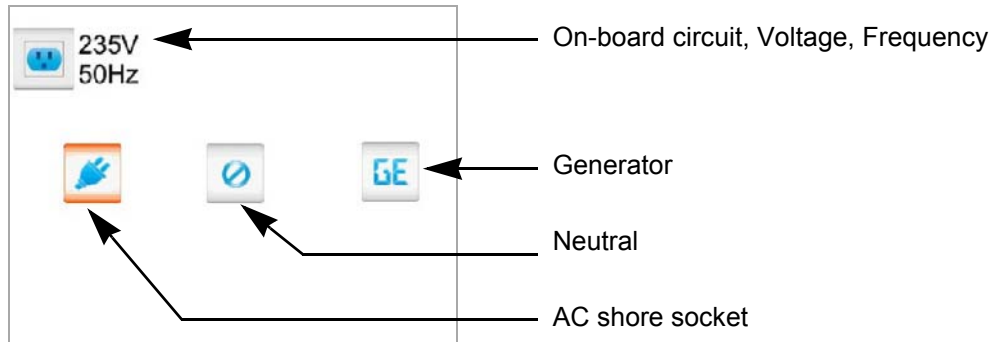 235V
50Hz
On-board circuit, Voltage, Frequency
GE
Generator
Neutral
AC shore socket